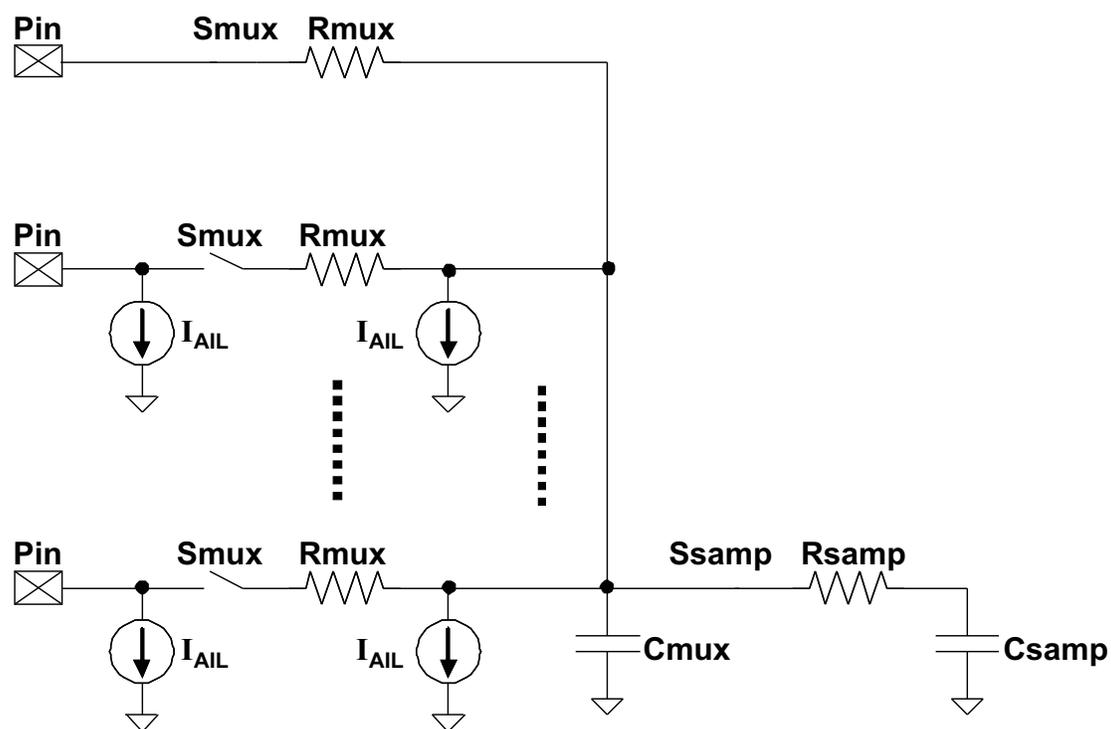 Pin Smux Rmux
Pin Smux Rmux
I_AIL I_AIL
Pin Smux Rmux Ssamp Rsamp
I_AIL I_AIL Cmux Csamp